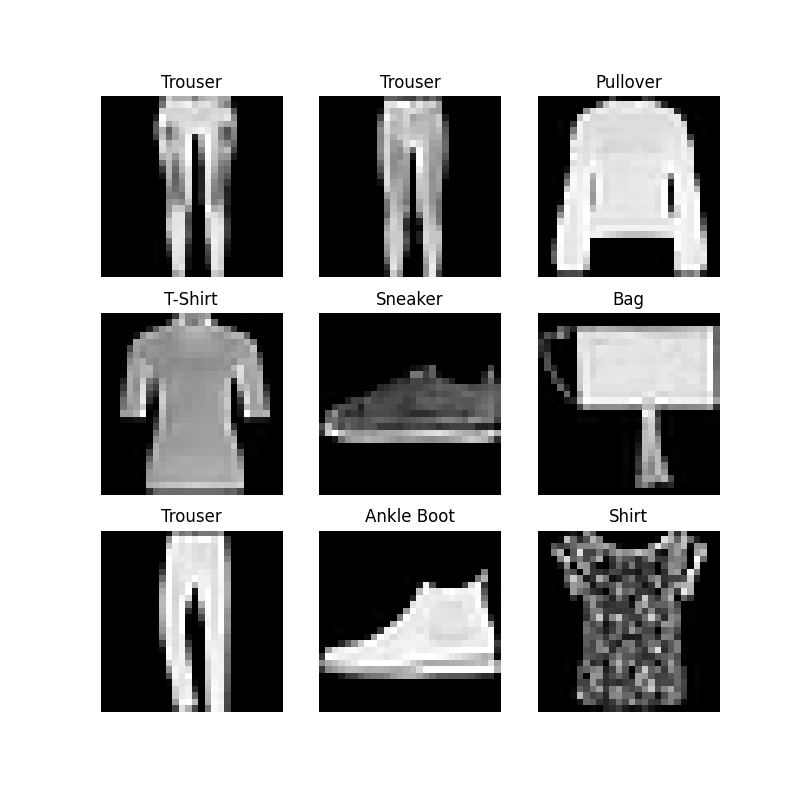 Trouser
Trouser
Pullover
T-Shirt
Sneaker
Bag
Trouser
Ankle Boot
Shirt